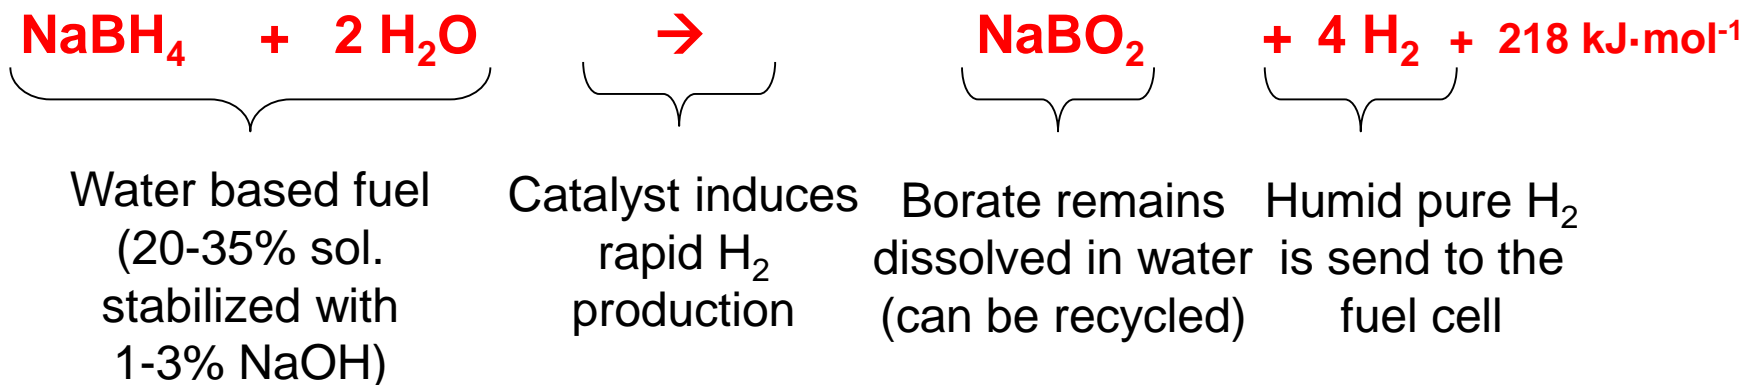 NaBH₄ + 2 H₂O → NaBO₂ + 4 H₂ + 218 kJ·mol⁻¹
Water based fuel
(20-35% sol.
stabilized with
1-3% NaOH)
Catalyst induces
rapid H₂
production
Borate remains
dissolved in water
(can be recycled)
Humid pure H₂
is send to the
fuel cell